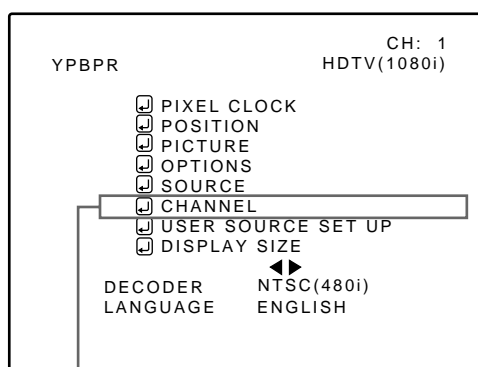 CH: 1
YPBPR HDTV(1080i)
PIXEL CLOCK
POSITION
PICTURE
OPTIONS
SOURCE
CHANNEL
USER SOURCE SET UP
DISPLAY SIZE
DECODER NTSC(480i)
LANGUAGE ENGLISH